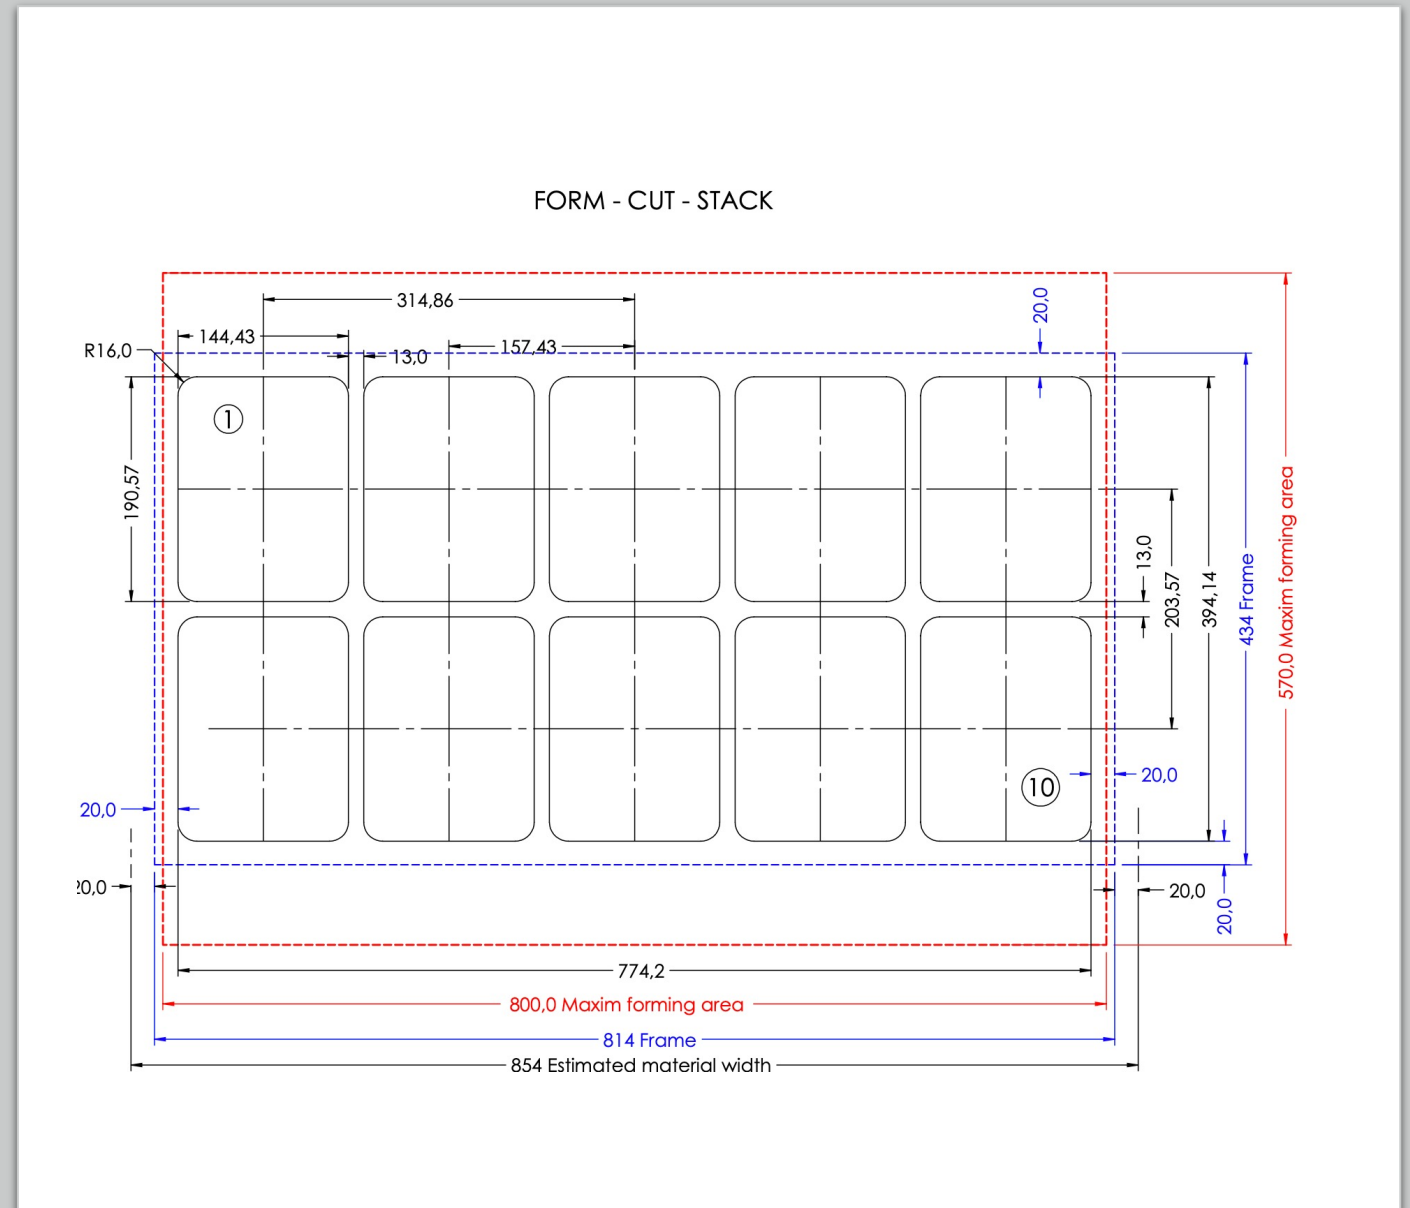 FORM - CUT - STACK
314,86
20,0
144,43
157,43
R16,0
13,0
1
190,57
13,0
203,57
394,14
434 Frame
570,0 Maxim forming area
10
20,0
20,0
20,0
20,0
20,0
774,2
800,0 Maxim forming area
814 Frame
854 Estimated material width